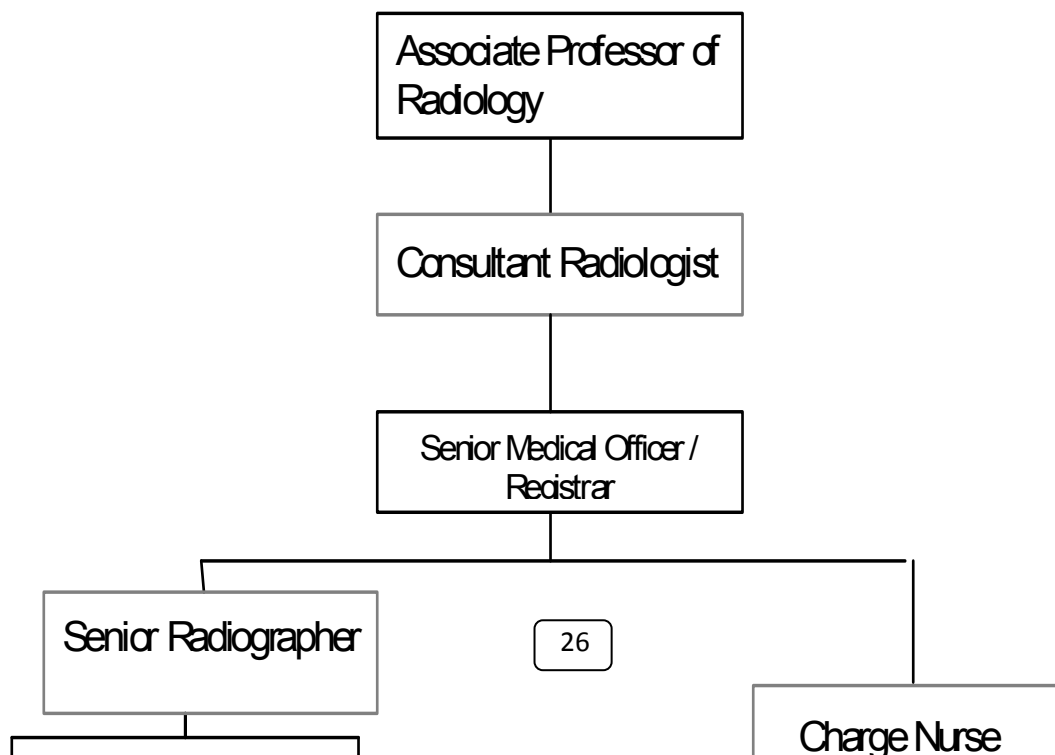 Associate Professor of
Radiology
Consultant Radiologist
Senior Medical Officer /
Registrar
Senior Radiographer
26
Charge Nurse